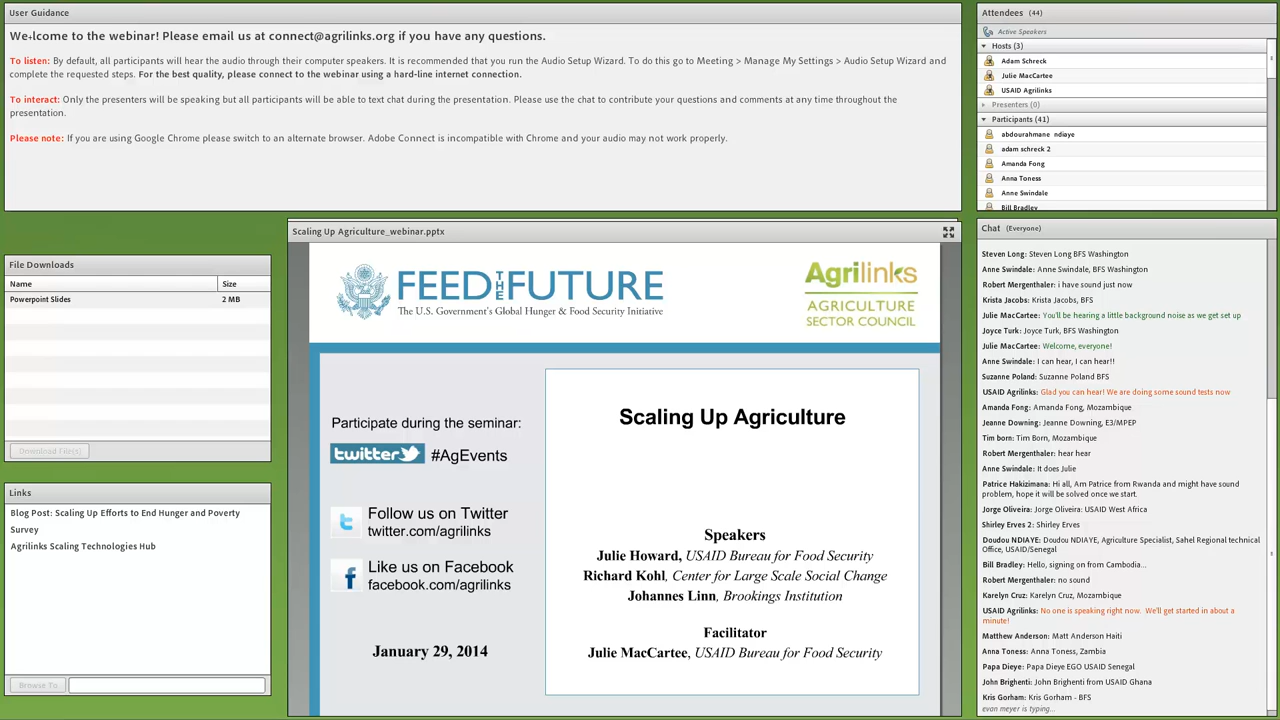 User Guidance
Welcome to the webinar! Please email us at connect@agrilinks.org if you have any questions.
To listen: By default, all participants will hear the audio through their computer speakers. It is recommended that you run the Audio Setup Wizard. To do this go to Meeting > Manage My Settings > Audio Setup Wizard and
complete the requested steps. For the best quality, please connect to the webinar using a hard-line internet connection.
To interact: Only the presenters will be speaking but all participants will be able to text chat during the presentation. Please use the chat to contribute your questions and comments at any time throughout the
presentation.
Please note: If you are using Google Chrome please switch to an alternate browser. Adobe Connect is incompatible with Chrome and your audio may not work properly.
File Downloads
Name Size
Powerpoint Slides 2 MB
Download File(s)
Links
Blog Post: Scaling Up Efforts to End Hunger and Poverty
Survey
Agrilinks Scaling Technologies Hub
Browse To
Scaling Up Agriculture_webinar.pptx
FEED THE FUTURE
The U.S. Government's Global Hunger & Food Security Initiative
Agrilinks
AGRICULTURE
SECTOR COUNCIL
Participate during the seminar:
twitter #AgEvents
Follow us on Twitter
twitter.com/agrilinks
Like us on Facebook
facebook.com/agrilinks
January 29, 2014
Scaling Up Agriculture
Speakers
Julie Howard, USAID Bureau for Food Security
Richard Kohl, Center for Large Scale Social Change
Johannes Linn, Brookings Institution
Facilitator
Julie MacCartee, USAID Bureau for Food Security
Attendees (44)
Active Speakers
Hosts (3)
Adam Schreck
Julie MacCartee
USAID Agrilinks
Presenters (0)
Participants (41)
abdourahmane ndiaye
adam schreck 2
Amanda Fong
Anna Toness
Anne Swindale
Bill Bradley
Chat (Everyone)
Steven Long: Steven Long BFS Washington
Anne Swindale: Anne Swindale, BFS Washington
Robert Mergenthaler: i have sound just now
Krista Jacobs: Krista Jacobs, BFS
Julie MacCartee: You'll be hearing a little background noise as we get set up
Joyce Turk: Joyce Turk, BFS Washington
Julie MacCartee: Welcome, everyone!
Anne Swindale: I can hear, I can hear!!
Suzanne Poland: Suzanne Poland BFS
USAID Agrilinks: Glad you can hear! We are doing some sound tests now
Amanda Fong: Amanda Fong, Mozambique
Jeanne Downing: Jeanne Downing, E3/MPEP
Tim born: Tim Born, Mozambique
Robert Mergenthaler: hear hear
Anne Swindale: It does Julie
Patrice Hakizimana: Hi all, Am Patrice from Rwanda and might have sound
problem, hope it will be solved once we start.
Jorge Oliveira: Jorge Oliveira: USAID West Africa
Shirley Erves 2: Shirley Erves
Doudou NDIAYE: Doudou NDIAYE, Agriculture Specialist, Sahel Regional technical
Office, USAID/Senegal
Bill Bradley: Hello, signing on from Cambodia...
Robert Mergenthaler: no sound
Karelyn Cruz: Karelyn Cruz, Mozambique
USAID Agrilinks: No one is speaking right now. We'll get started in about a
minute!
Matthew Anderson: Matt Anderson Haiti
Anna Toness: Anna Toness, Zambia
Papa Dieye: Papa Dieye EGO USAID Senegal
John Brighenti: John Brighenti from USAID Ghana
Kris Gorham: Kris Gorham - BFS
evan meyer is typing...